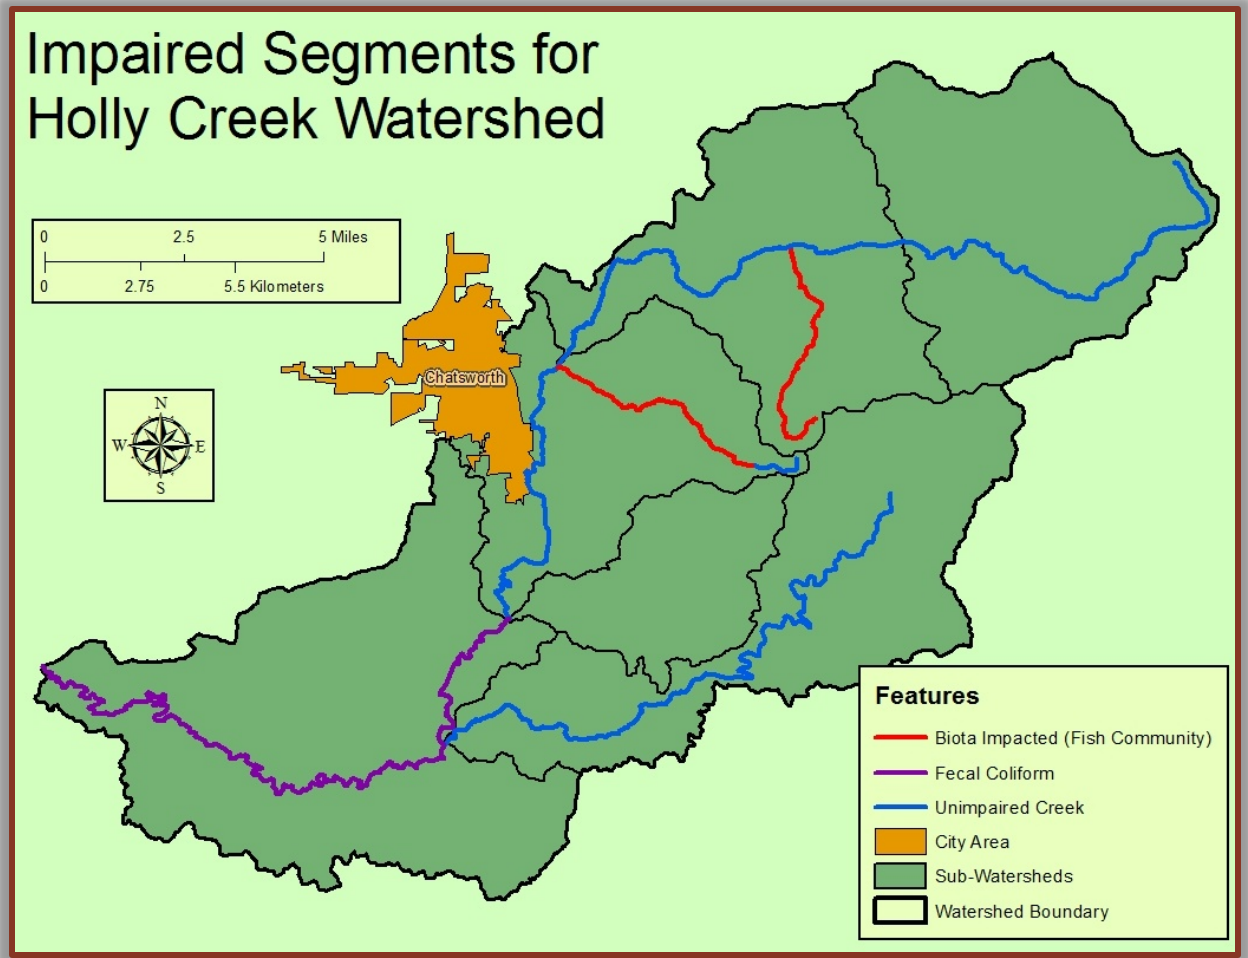 Impaired Segments for
Holly Creek Watershed
0 2.5 5 Miles
0 2.75 5.5 Kilometers
Chatsworth
N
W E
S
Features
Biota Impacted (Fish Community)
Fecal Coliform
Unimpaired Creek
City Area
Sub-Watersheds
Watershed Boundary